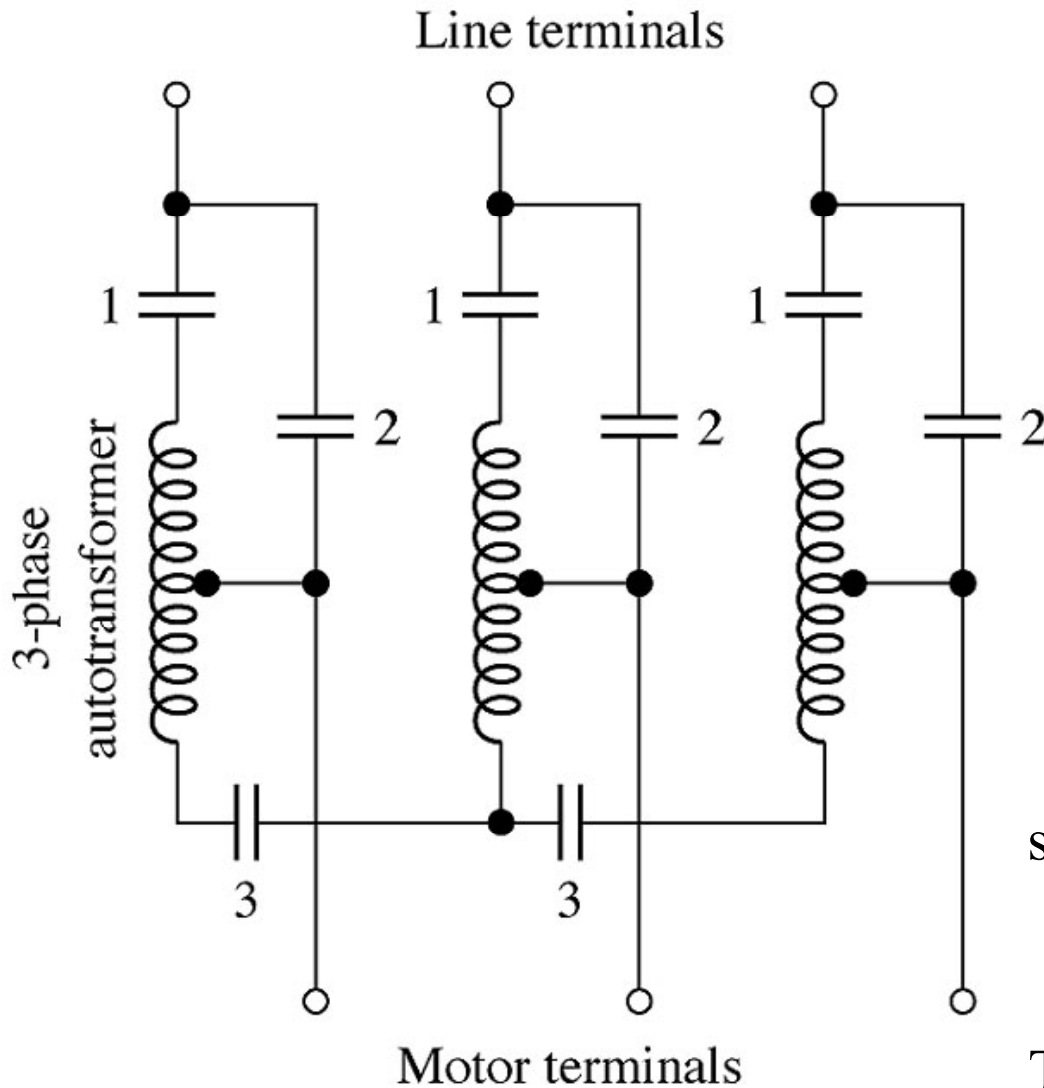 Line terminals
1
1
1
2
2
2
3-phase
autotransformer
3
3
s
Motor terminals
T